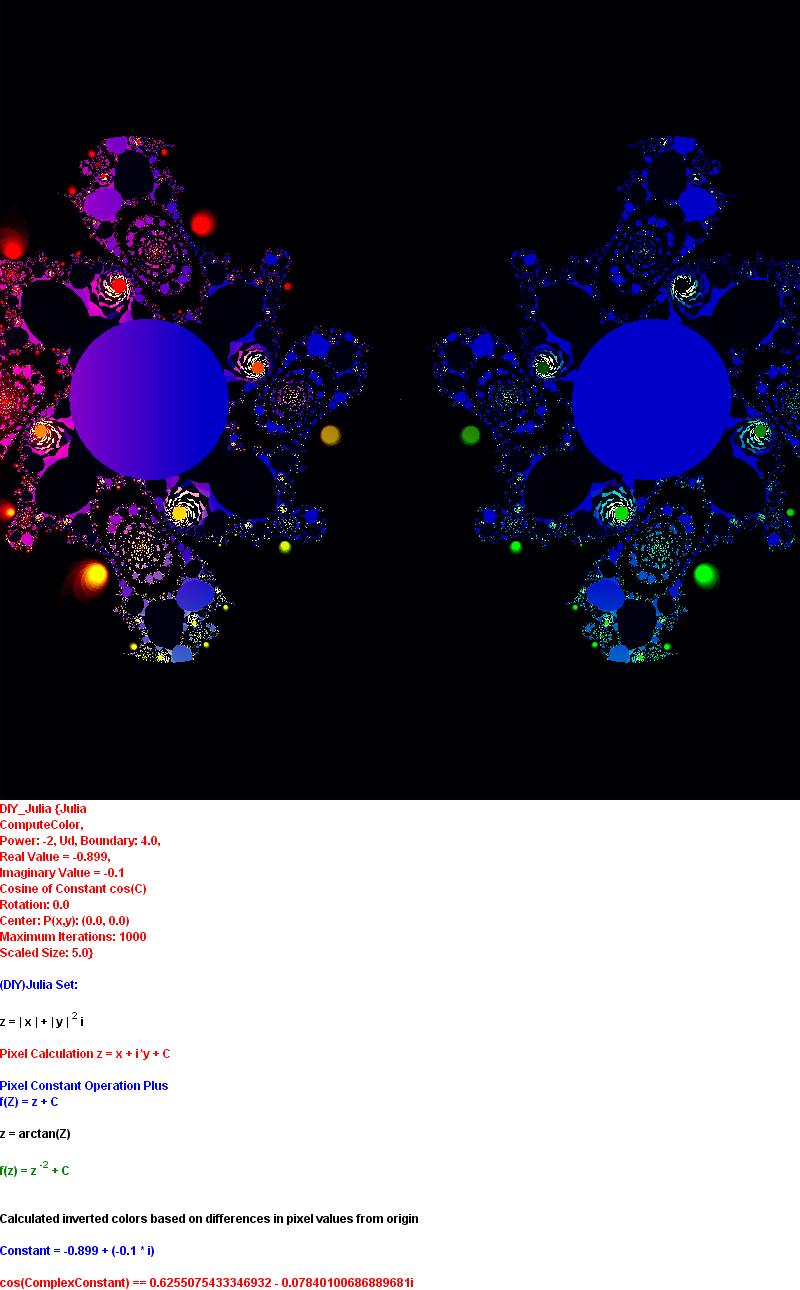 DIY_Julia {Julia
ComputeColor,
Power: -2, Ud, Boundary: 4.0,
Real Value = -0.899,
Imaginary Value = -0.1
Cosine of Constant cos(C)
Rotation: 0.0
Center: P(x,y): (0.0, 0.0)
Maximum Iterations: 1000
Scaled Size: 5.0}
(DIY)Julia Set:
z = | x | + | y | ² i
Pixel Calculation z = x + i*y + C
Pixel Constant Operation Plus
f(Z) = z + C
z = arctan(Z)
f(z) = z ⁻² + C
Calculated inverted colors based on differences in pixel values from origin
Constant = -0.899 + (-0.1 * i)
cos(ComplexConstant) == 0.6255075433346932 - 0.07840100686889681i